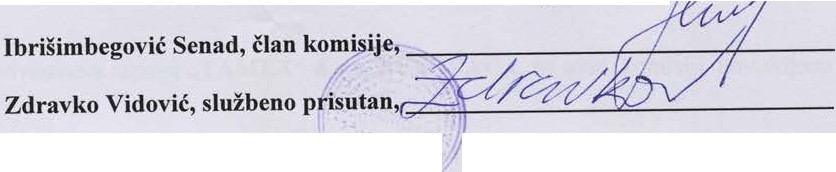 Ibrišimbegović Senad, član komisije,
Zdravko Vidović, službeno prisutan, Zdravko V